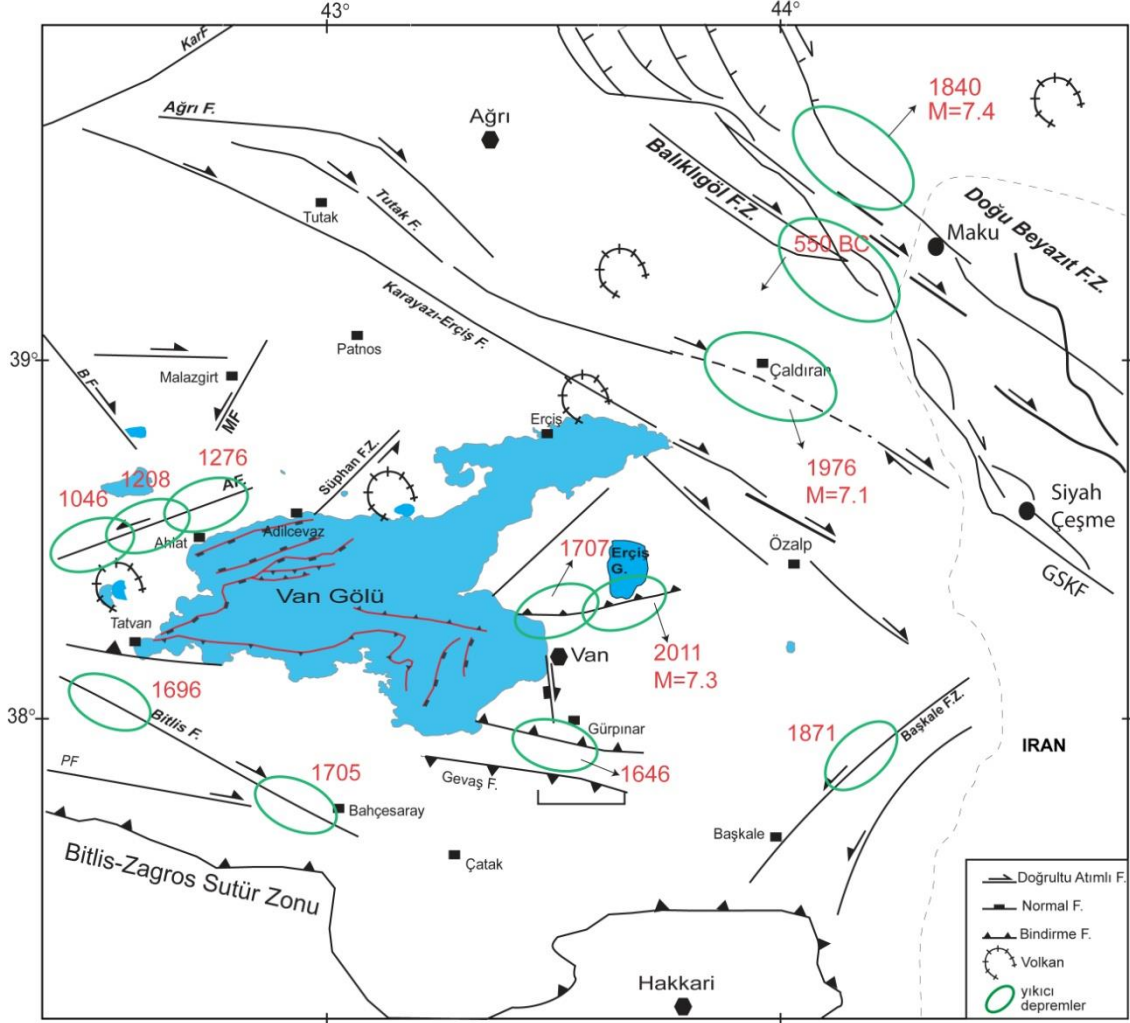 43°
44°
KarF
Ağrı F.
Ağrı
1840
M=7.4
Balıklıgöl F.Z.
Tutak
Tutak F.
Doğu Beyazıt F.Z.
Maku
550 BC
Karayazı-Erçiş F.
39°
Patnos
Malazgirt
BF
MF
Çaldıran
Erçiş
Süphan F.Z.
1976
M=7.1
1046
1208
1276
AF
Ahlat
Adilcevaz
Siyah
Çeşme
GSKF
Özalp
1707
Erçiş
G.
Van Gölü
Tatvan
Van
2011
M=7.3
38°
1696
Bitlis F.
Gürpınar
1871
Başkale F.Z.
IRAN
PF
1705
Bahçesaray
Gevaş F.
1646
Başkale
Çatak
Bitlis-Zagros Sutür Zonu
Hakkari
Doğrultu Atımlı F.
Normal F.
Bindirme F.
Volkan
yıkıcı
depremler